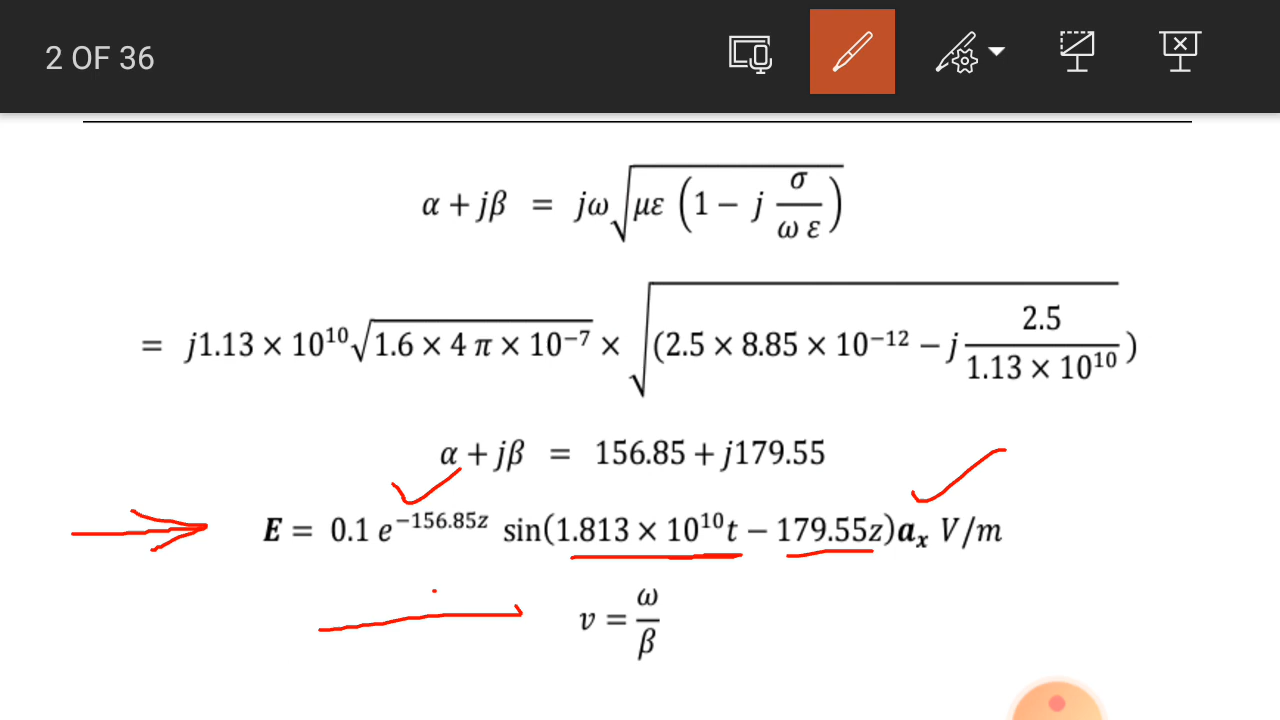 2 OF 36
α + jβ = jω√(με (1 − j σ/(ω ε)))
= j1.13 × 10¹⁰√(1.6 × 4 π × 10⁻⁷) × √((2.5 × 8.85 × 10⁻¹² − j 2.5/(1.13 × 10¹⁰)))
α + jβ = 156.85 + j179.55
E = 0.1 e^(−156.85z) sin(1.813 × 10¹⁰t − 179.55z)aₓ V/m
v = ω/β